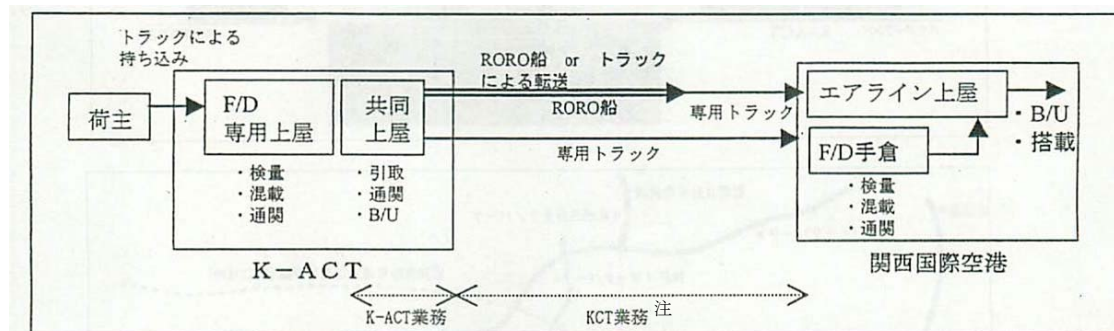 トラックによる
持ち込み
荷主
F/D
専用上屋
・検量
・混載
・通関
共同
上屋
・引取
・通関
・B/U
K－ACT
RORO船 or トラック
による転送
RORO船
専用トラック
専用トラック
エアライン上屋
F/D手倉
・検量
・混載
・通関
・B/U
・搭載
関西国際空港
K-ACT業務
KCT業務 注